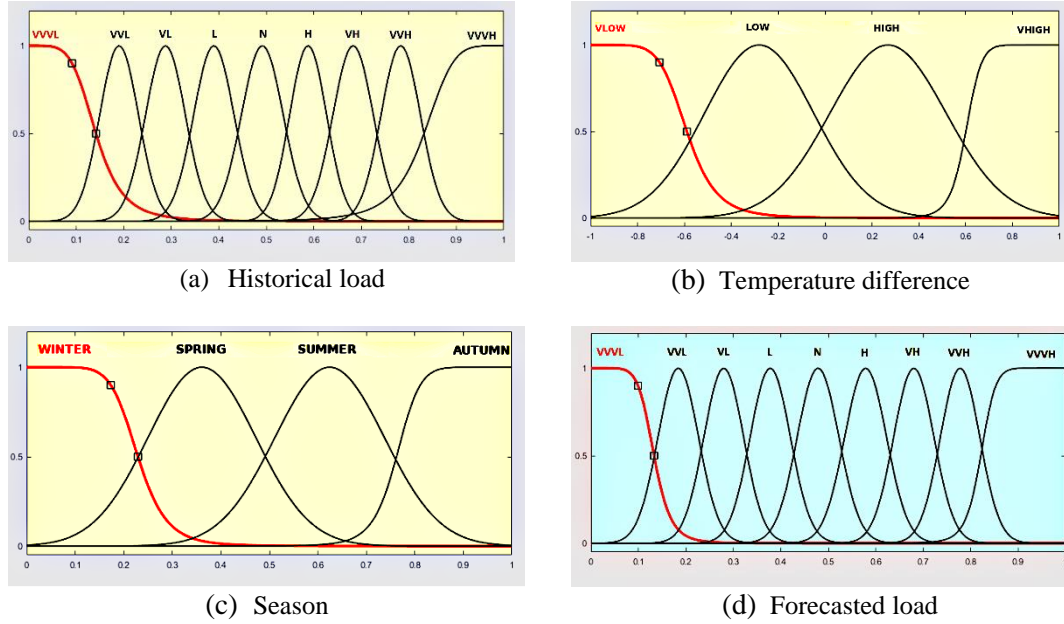 VVVL VVL VL L N H VH VVH VVVH
1
0.5
0
0 0.1 0.2 0.3 0.4 0.5 0.6 0.7 0.8 0.9 1
(a) Historical load
VLOW LOW HIGH VHIGH
1
0.5
0
-1 -0.8 -0.6 -0.4 -0.2 0 0.2 0.4 0.6 0.8 1
(b) Temperature difference
WINTER SPRING SUMMER AUTUMN
1
0.5
0
0 0.1 0.2 0.3 0.4 0.5 0.6 0.7 0.8 0.9 1
(c) Season
VVVL VVL VL L N H VH VVH VVVH
1
0.5
0
0 0.1 0.2 0.3 0.4 0.5 0.6 0.7 0.8 0.9 1
(d) Forecasted load